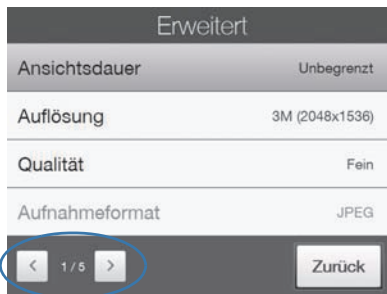 Erweitert
Ansichtsdauer Unbegrenzt
Auflösung 3M (2048x1536)
Qualität Fein
Aufnahmeformat JPEG
< 1/5 > Zurück